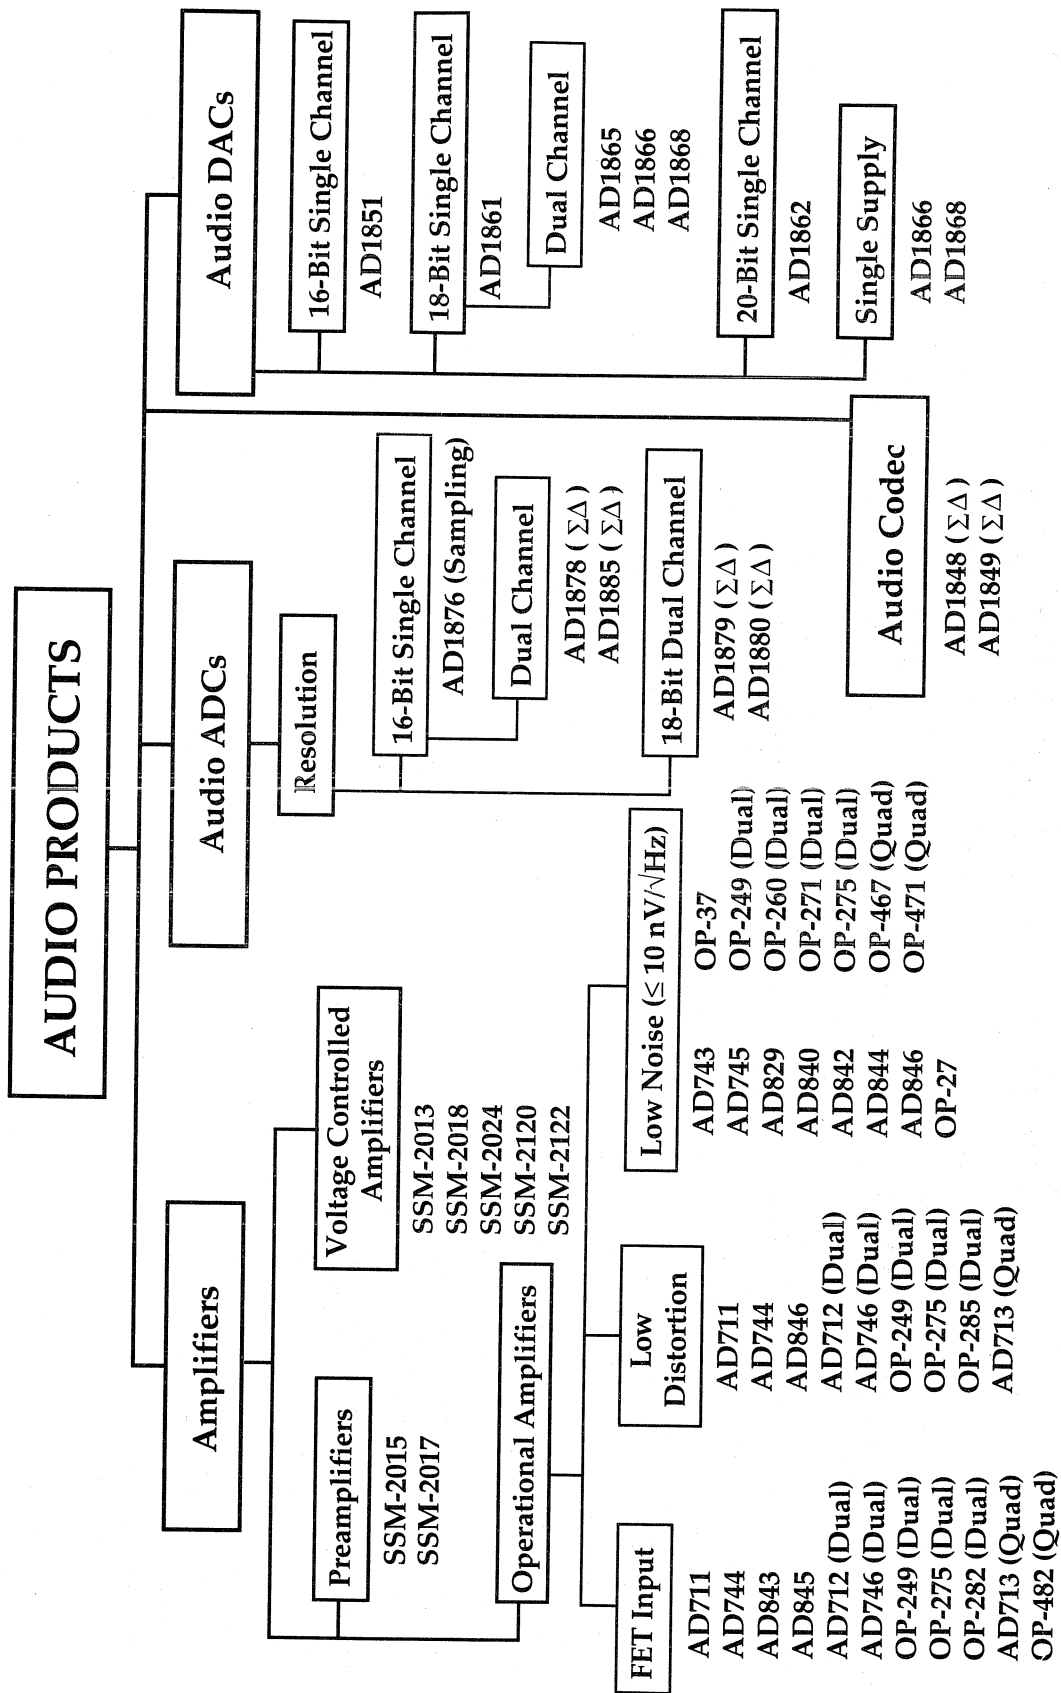 AUDIO PRODUCTS
Amplifiers
Preamplifiers
SSM-2015
SSM-2017
Voltage Controlled
Amplifiers
SSM-2013
SSM-2018
SSM-2024
SSM-2120
SSM-2122
Operational Amplifiers
FET Input
AD711
AD744
AD843
AD845
AD712 (Dual)
AD746 (Dual)
OP-249 (Dual)
OP-275 (Dual)
OP-282 (Dual)
AD713 (Quad)
OP-482 (Quad)
Low
Distortion
AD711
AD744
AD846
AD712 (Dual)
AD746 (Dual)
OP-249 (Dual)
OP-275 (Dual)
OP-285 (Dual)
AD713 (Quad)
Low Noise (≤ 10 nV/√Hz)
AD743
AD745
AD829
AD840
AD842
AD844
AD846
OP-27
OP-37
OP-249 (Dual)
OP-260 (Dual)
OP-271 (Dual)
OP-275 (Dual)
OP-467 (Quad)
OP-471 (Quad)
Audio ADCs
Resolution
16-Bit Single Channel
AD1876 (Sampling)
Dual Channel
AD1878 (ΣΔ)
AD1885 (ΣΔ)
18-Bit Dual Channel
AD1879 (ΣΔ)
AD1880 (ΣΔ)
Audio Codec
AD1848 (ΣΔ)
AD1849 (ΣΔ)
Audio DACs
16-Bit Single Channel
AD1851
18-Bit Single Channel
AD1861
Dual Channel
AD1865
AD1866
AD1868
20-Bit Single Channel
AD1862
Single Supply
AD1866
AD1868